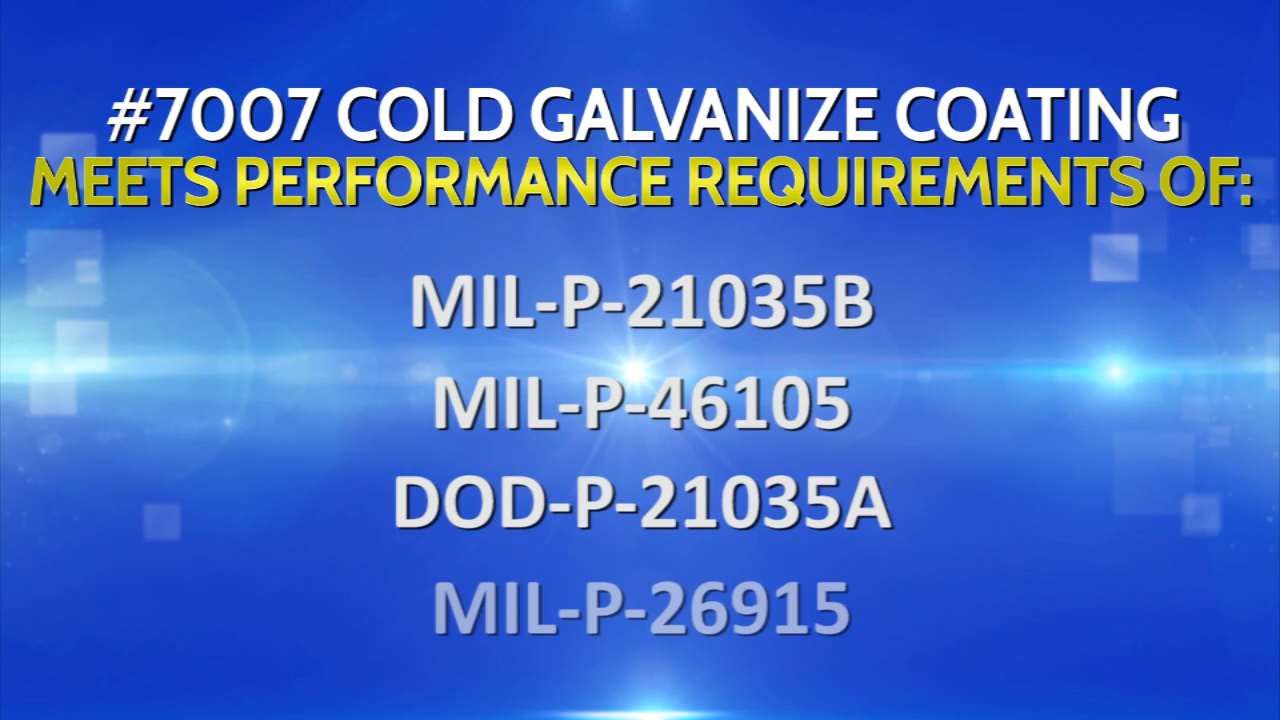 #7007 COLD GALVANIZE COATING
MEETS PERFORMANCE REQUIREMENTS OF:
MIL-P-21035B
MIL-P-46105
DOD-P-21035A
MIL-P-26915